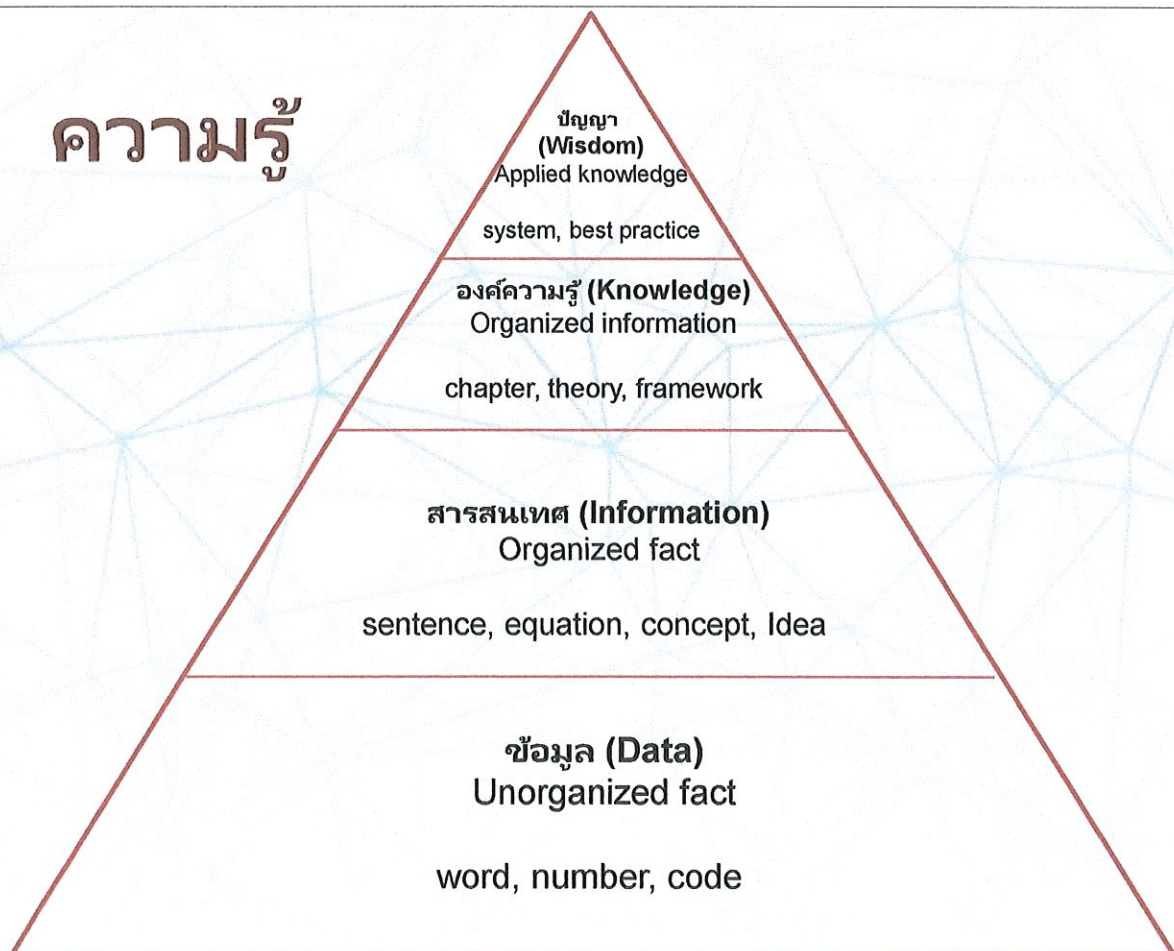 ความรู้
ปัญญา
(Wisdom)
Applied knowledge
system, best practice
องค์ความรู้ (Knowledge)
Organized information
chapter, theory, framework
สารสนเทศ (Information)
Organized fact
sentence, equation, concept, Idea
ข้อมูล (Data)
Unorganized fact
word, number, code